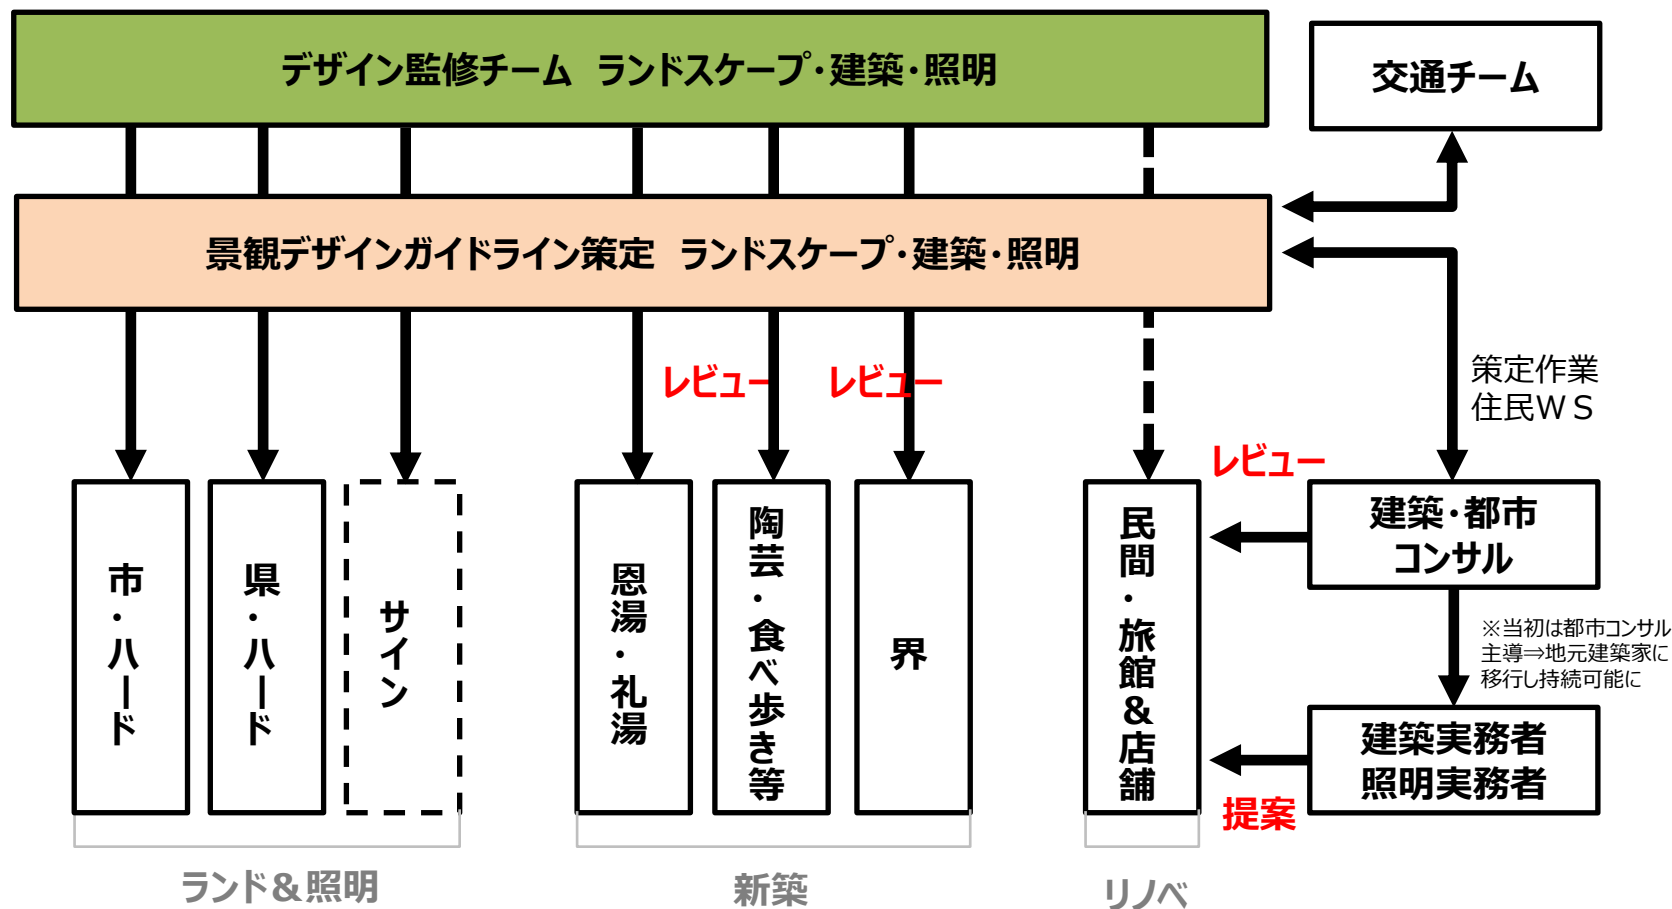 デザイン監修チーム ランドスケープ・建築・照明
交通チーム
景観デザインガイドライン策定 ランドスケープ・建築・照明
策定作業
住民WS
レビュー
レビュー
レビュー
市・ハード
県・ハード
サイン
恩湯・礼湯
陶芸・食べ歩き等
界
民間・旅館&店舗
建築・都市
コンサル
※当初は都市コンサル
主導⇒地元建築家に
移行し持続可能に
建築実務者
照明実務者
提案
ランド&照明
新築
リノベ